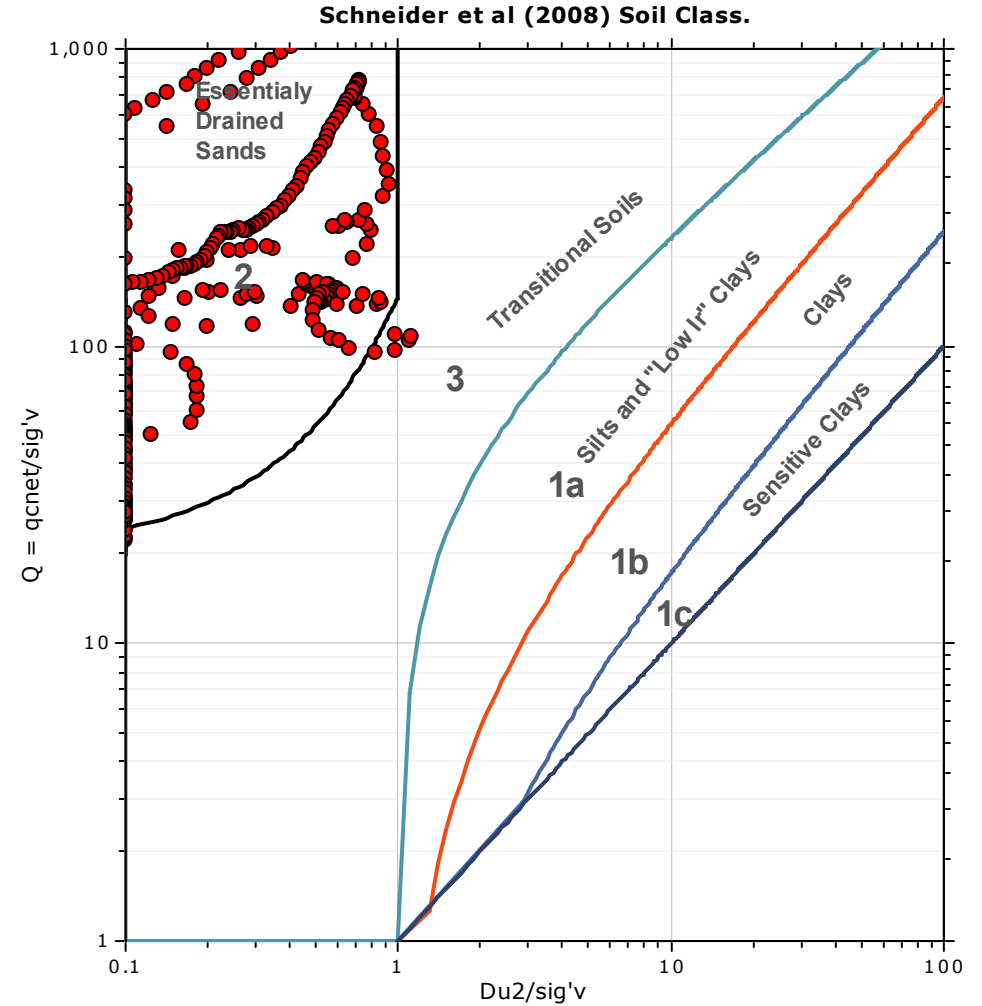 Schneider et al (2008) Soil Class.
1,000
100
10
1
0.1
1
10
100
Q = qcnet/sig'v
Du2/sig'v
Essentialy
Drained
Sands
2
3
Transitional Soils
1a
Silts and "Low Ir" Clays
1b
Clays
1c
Sensitive Clays